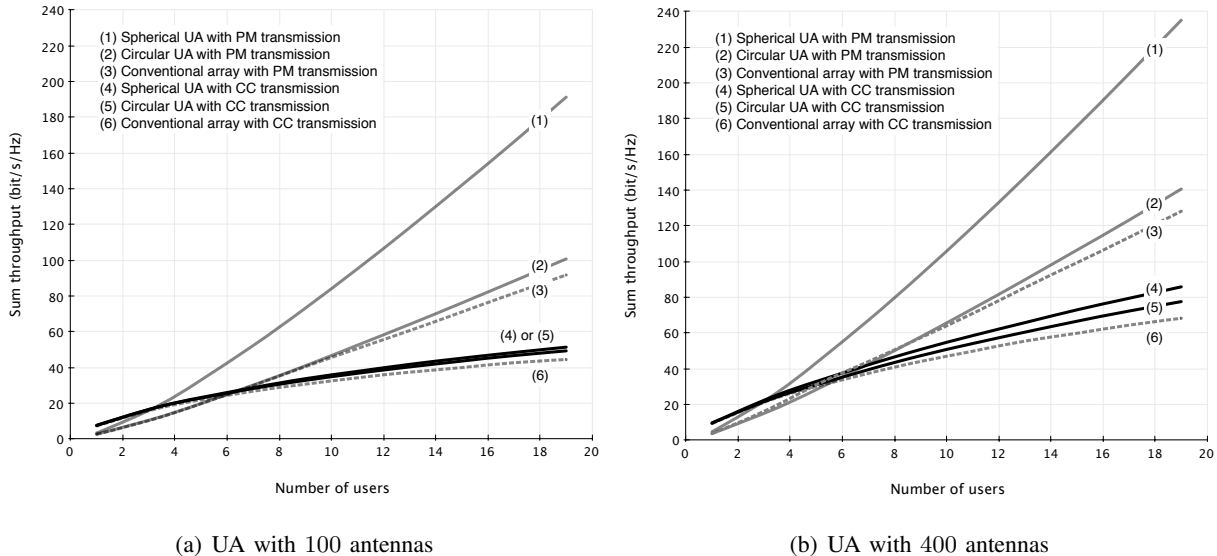 240
220
200
180
160
140
120
100
80
60
40
20
0
Sum throughput (bit/s/Hz)
(1) Spherical UA with PM transmission
(2) Circular UA with PM transmission
(3) Conventional array with PM transmission
(4) Spherical UA with CC transmission
(5) Circular UA with CC transmission
(6) Conventional array with CC transmission
(1)
(2)
(3)
(4) or (5)
(6)
0 2 4 6 8 10 12 14 16 18 20
Number of users
(a) UA with 100 antennas
240
220
200
180
160
140
120
100
80
60
40
20
0
Sum throughput (bit/s/Hz)
(1) Spherical UA with PM transmission
(2) Circular UA with PM transmission
(3) Conventional array with PM transmission
(4) Spherical UA with CC transmission
(5) Circular UA with CC transmission
(6) Conventional array with CC transmission
(1)
(2)
(3)
(4)
(5)
(6)
0 2 4 6 8 10 12 14 16 18 20
Number of users
(b) UA with 400 antennas